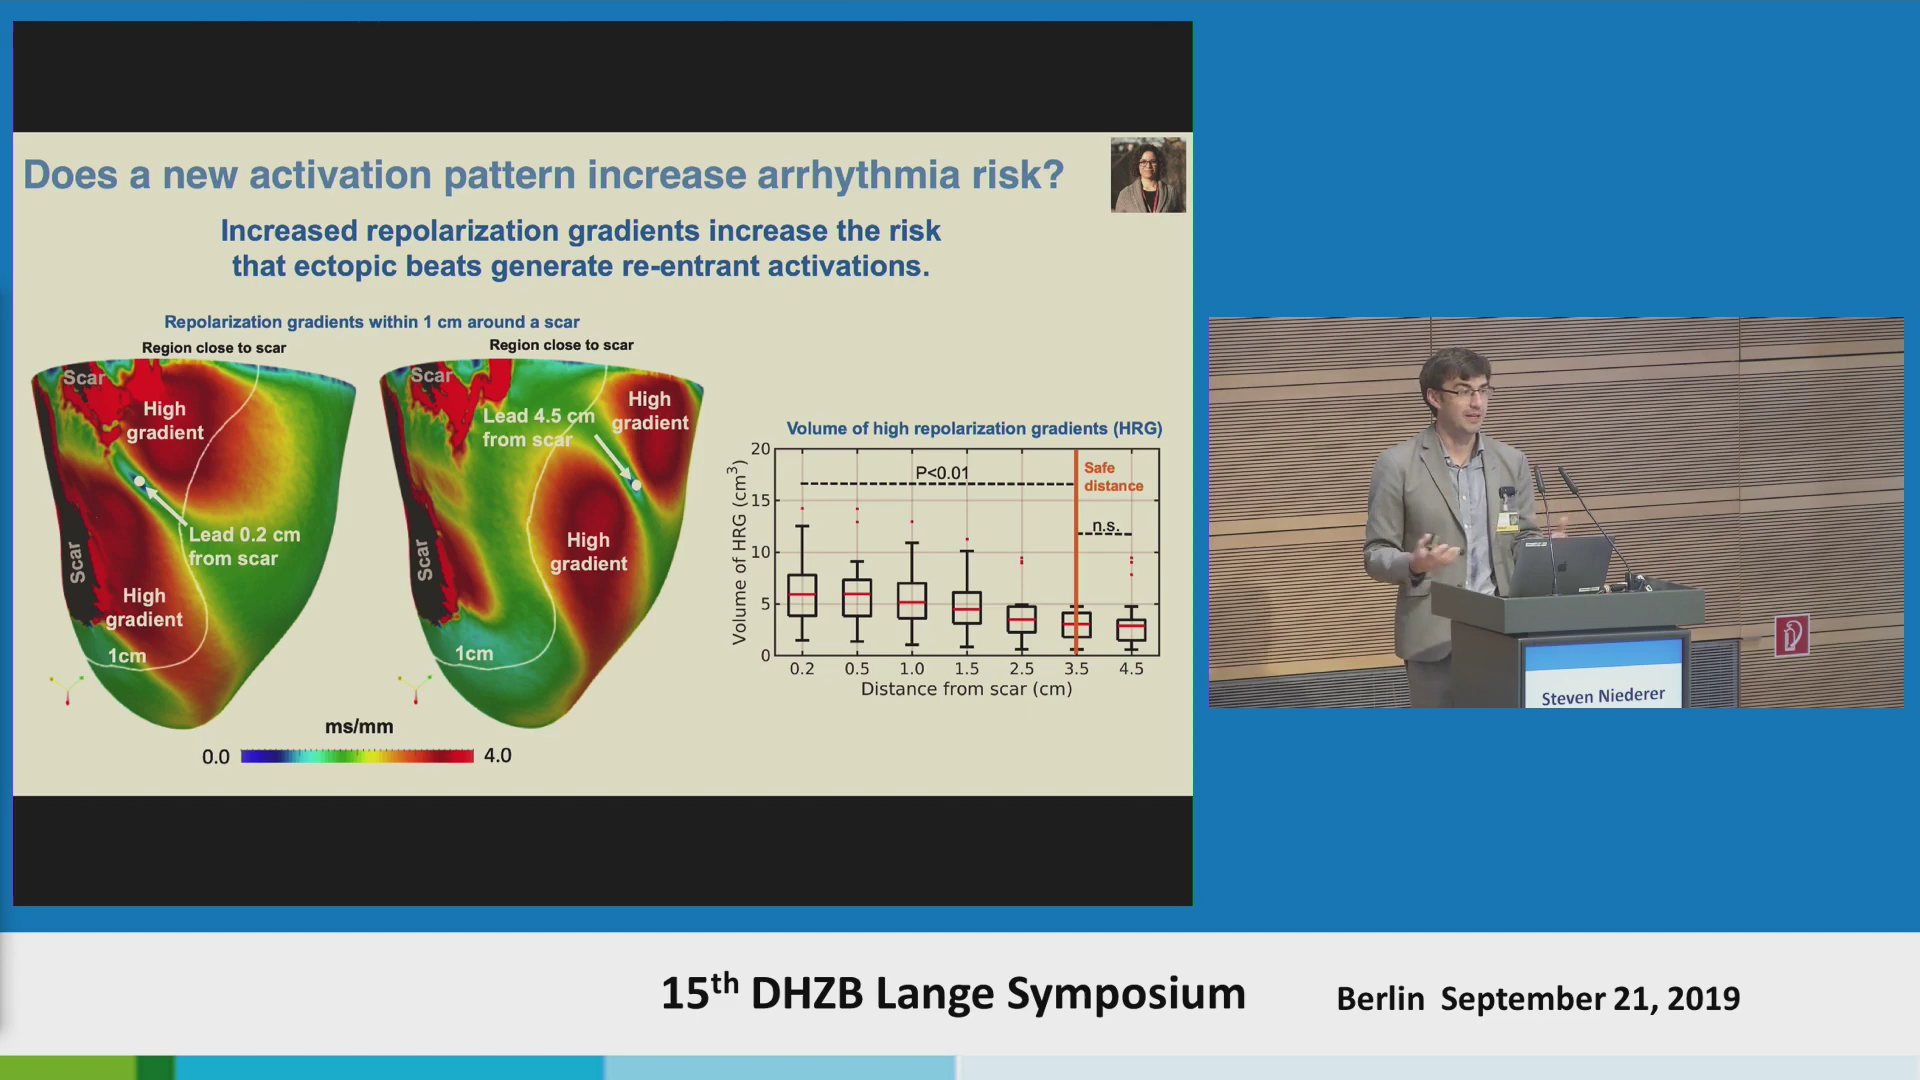 Does a new activation pattern increase arrhythmia risk?
Increased repolarization gradients increase the risk
that ectopic beats generate re-entrant activations.
Repolarization gradients within 1 cm around a scar
Region close to scar
Scar
High
gradient
Lead 0.2 cm
from scar
Scar
High
gradient
1cm
Region close to scar
Scar
Lead 4.5 cm
from scar
High
gradient
Scar
High
gradient
1cm
ms/mm
0.0
4.0
Volume of high repolarization gradients (HRG)
Volume of HRG (cm³)
20
15
10
5
0
P<0.01
Safe
distance
n.s.
0.2 0.5 1.0 1.5 2.5 3.5 4.5
Distance from scar (cm)
Steven Niederer
15th DHZB Lange Symposium
Berlin September 21, 2019